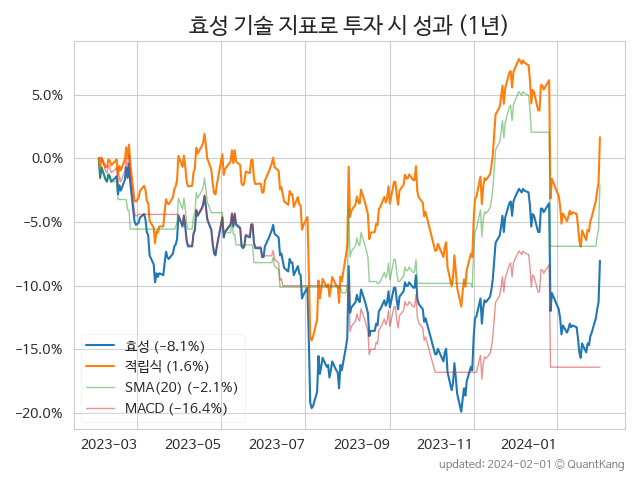 효성 기술 지표로 투자 시 성과 (1년)
5.0%
0.0%
−5.0%
−10.0%
−15.0%
−20.0%
효성 (−8.1%)
적립식 (1.6%)
SMA(20) (−2.1%)
MACD (−16.4%)
2023−03 2023−05 2023−07 2023−09 2023−11 2024−01
updated: 2024−02−01 © QuantKang